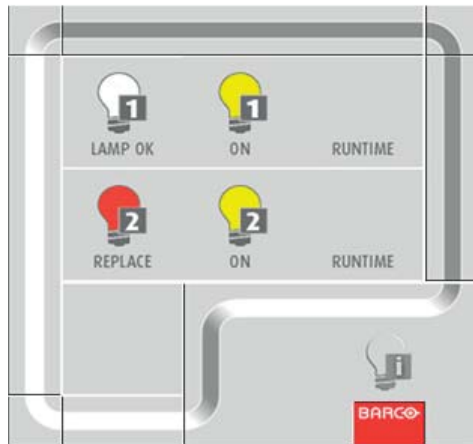 1 1
LAMP OK ON RUNTIME
2 2
REPLACE ON RUNTIME
i
BARCO